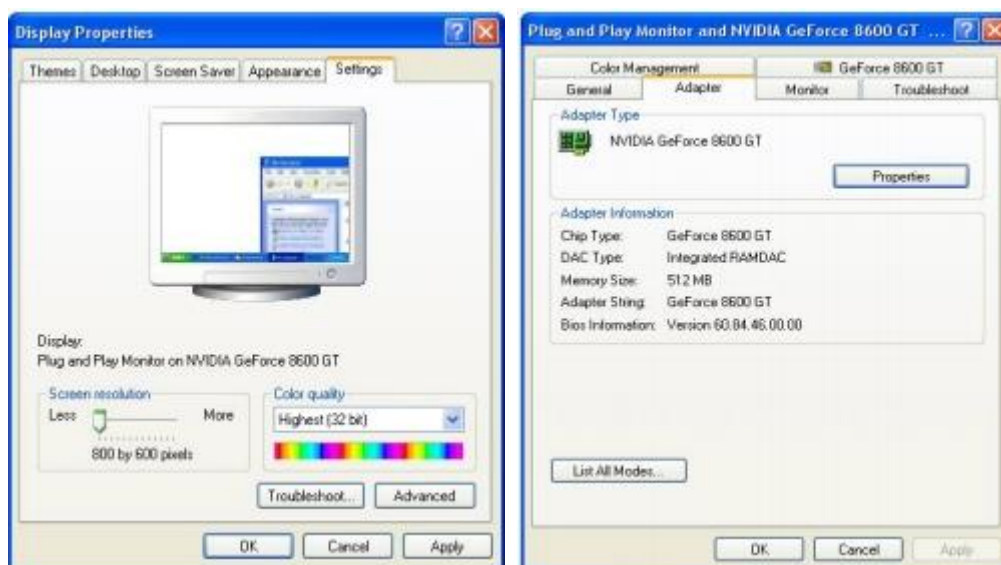 Display Properties
Themes
Desktop
Screen Saver
Appearance
Settings
Display:
Plug and Play Monitor on NVIDIA GeForce 8600 GT
Screen resolution
Less
More
800 by 600 pixels
Color quality
Highest (32 bit)
Troubleshoot...
Advanced
OK
Cancel
Apply
Plug and Play Monitor and NVIDIA GeForce 8600 GT ...
Color Management
GeForce 8600 GT
General
Adapter
Monitor
Troubleshoot
Adapter Type
NVIDIA GeForce 8600 GT
Properties
Adapter Information
Chip Type: GeForce 8600 GT
DAC Type: Integrated RAMDAC
Memory Size: 512 MB
Adapter String: GeForce 8600 GT
Bios Information: Version 60.84.46.00.00
List All Modes...
OK
Cancel
Apply